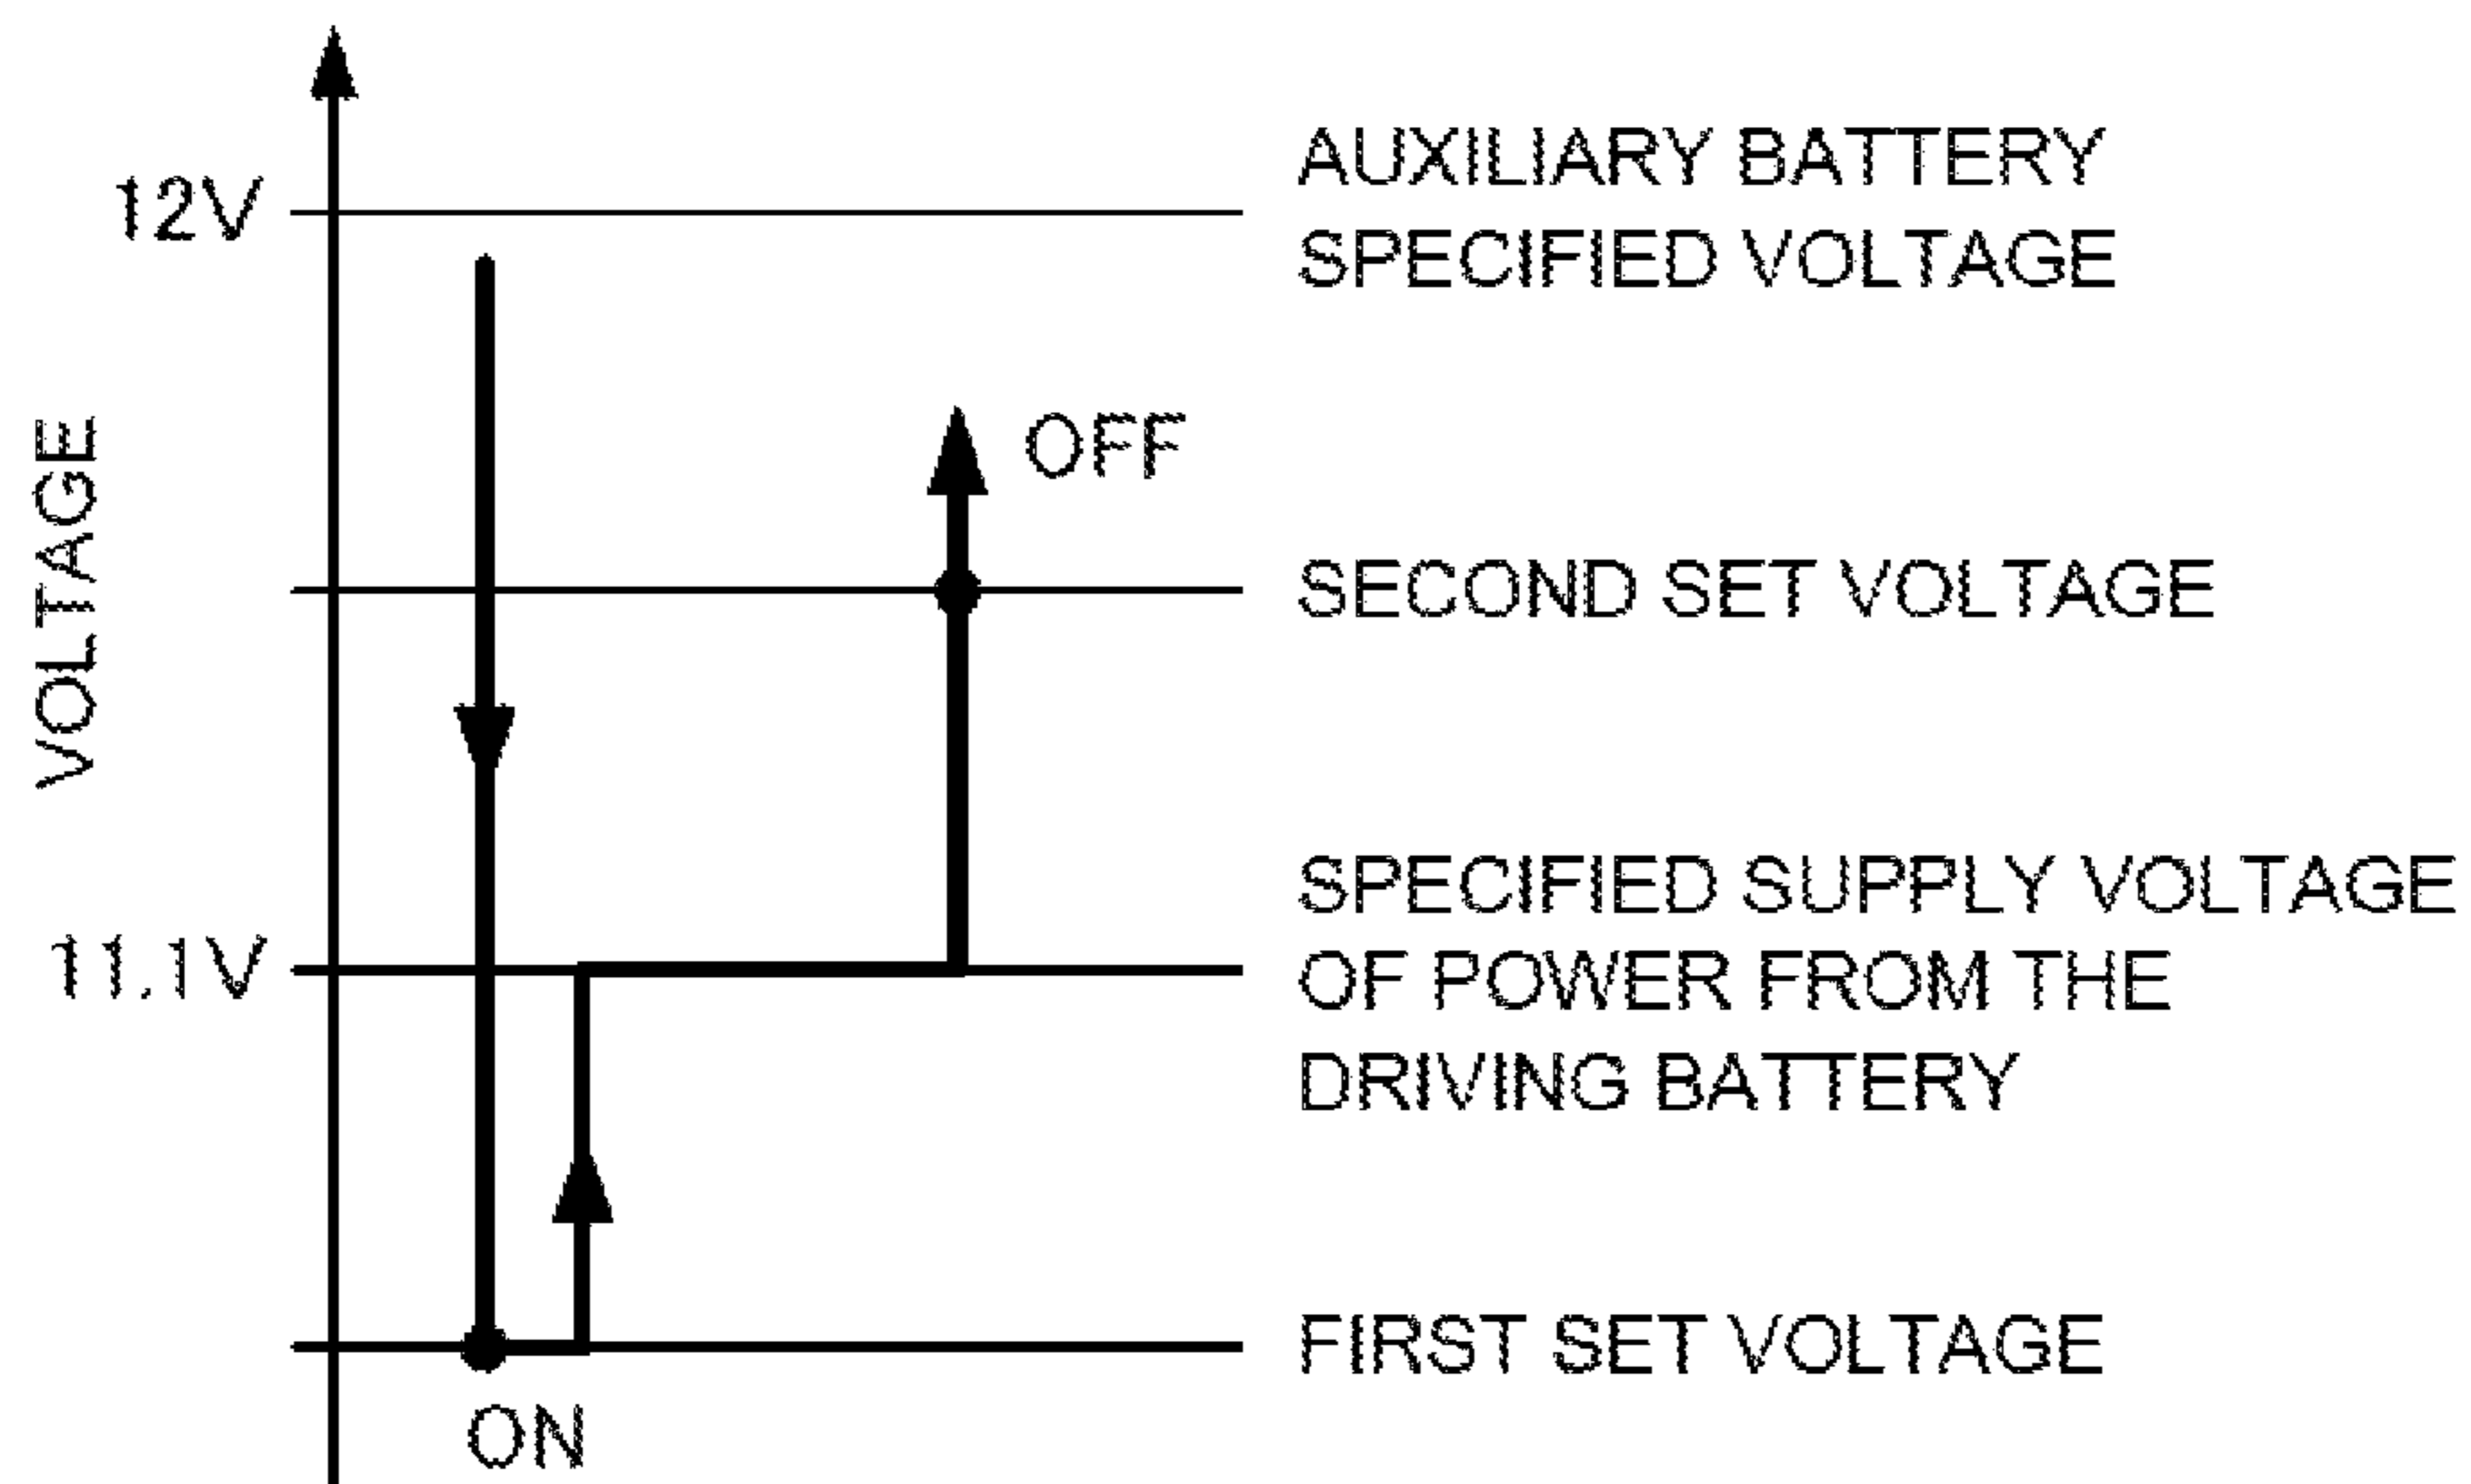 AUXILIARY BATTERY
12V
SPECIFIED VOLTAGE
OFF
VOLTAGE
SECOND SET VOLTAGE
SPECIFIED SUPPLY VOLTAGE
11.1V
OF POWER FROM THE
DRIVING BATTERY
FIRST SET VOLTAGE
ON